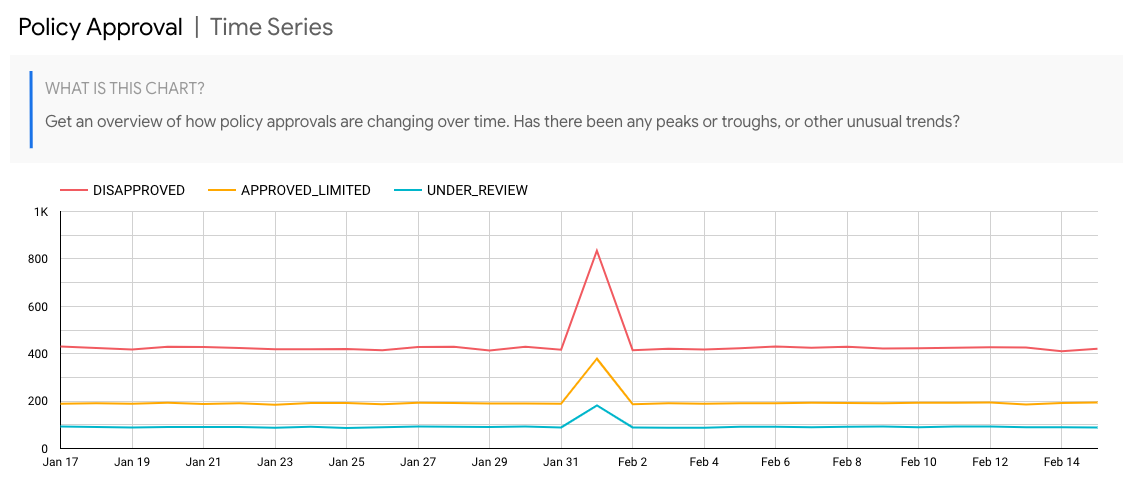 Policy Approval | Time Series
WHAT IS THIS CHART?
Get an overview of how policy approvals are changing over time. Has there been any peaks or troughs, or other unusual trends?
DISAPPROVED APPROVED_LIMITED UNDER_REVIEW
1K
800
600
400
200
0
Jan 17 Jan 19 Jan 21 Jan 23 Jan 25 Jan 27 Jan 29 Jan 31 Feb 2 Feb 4 Feb 6 Feb 8 Feb 10 Feb 12 Feb 14